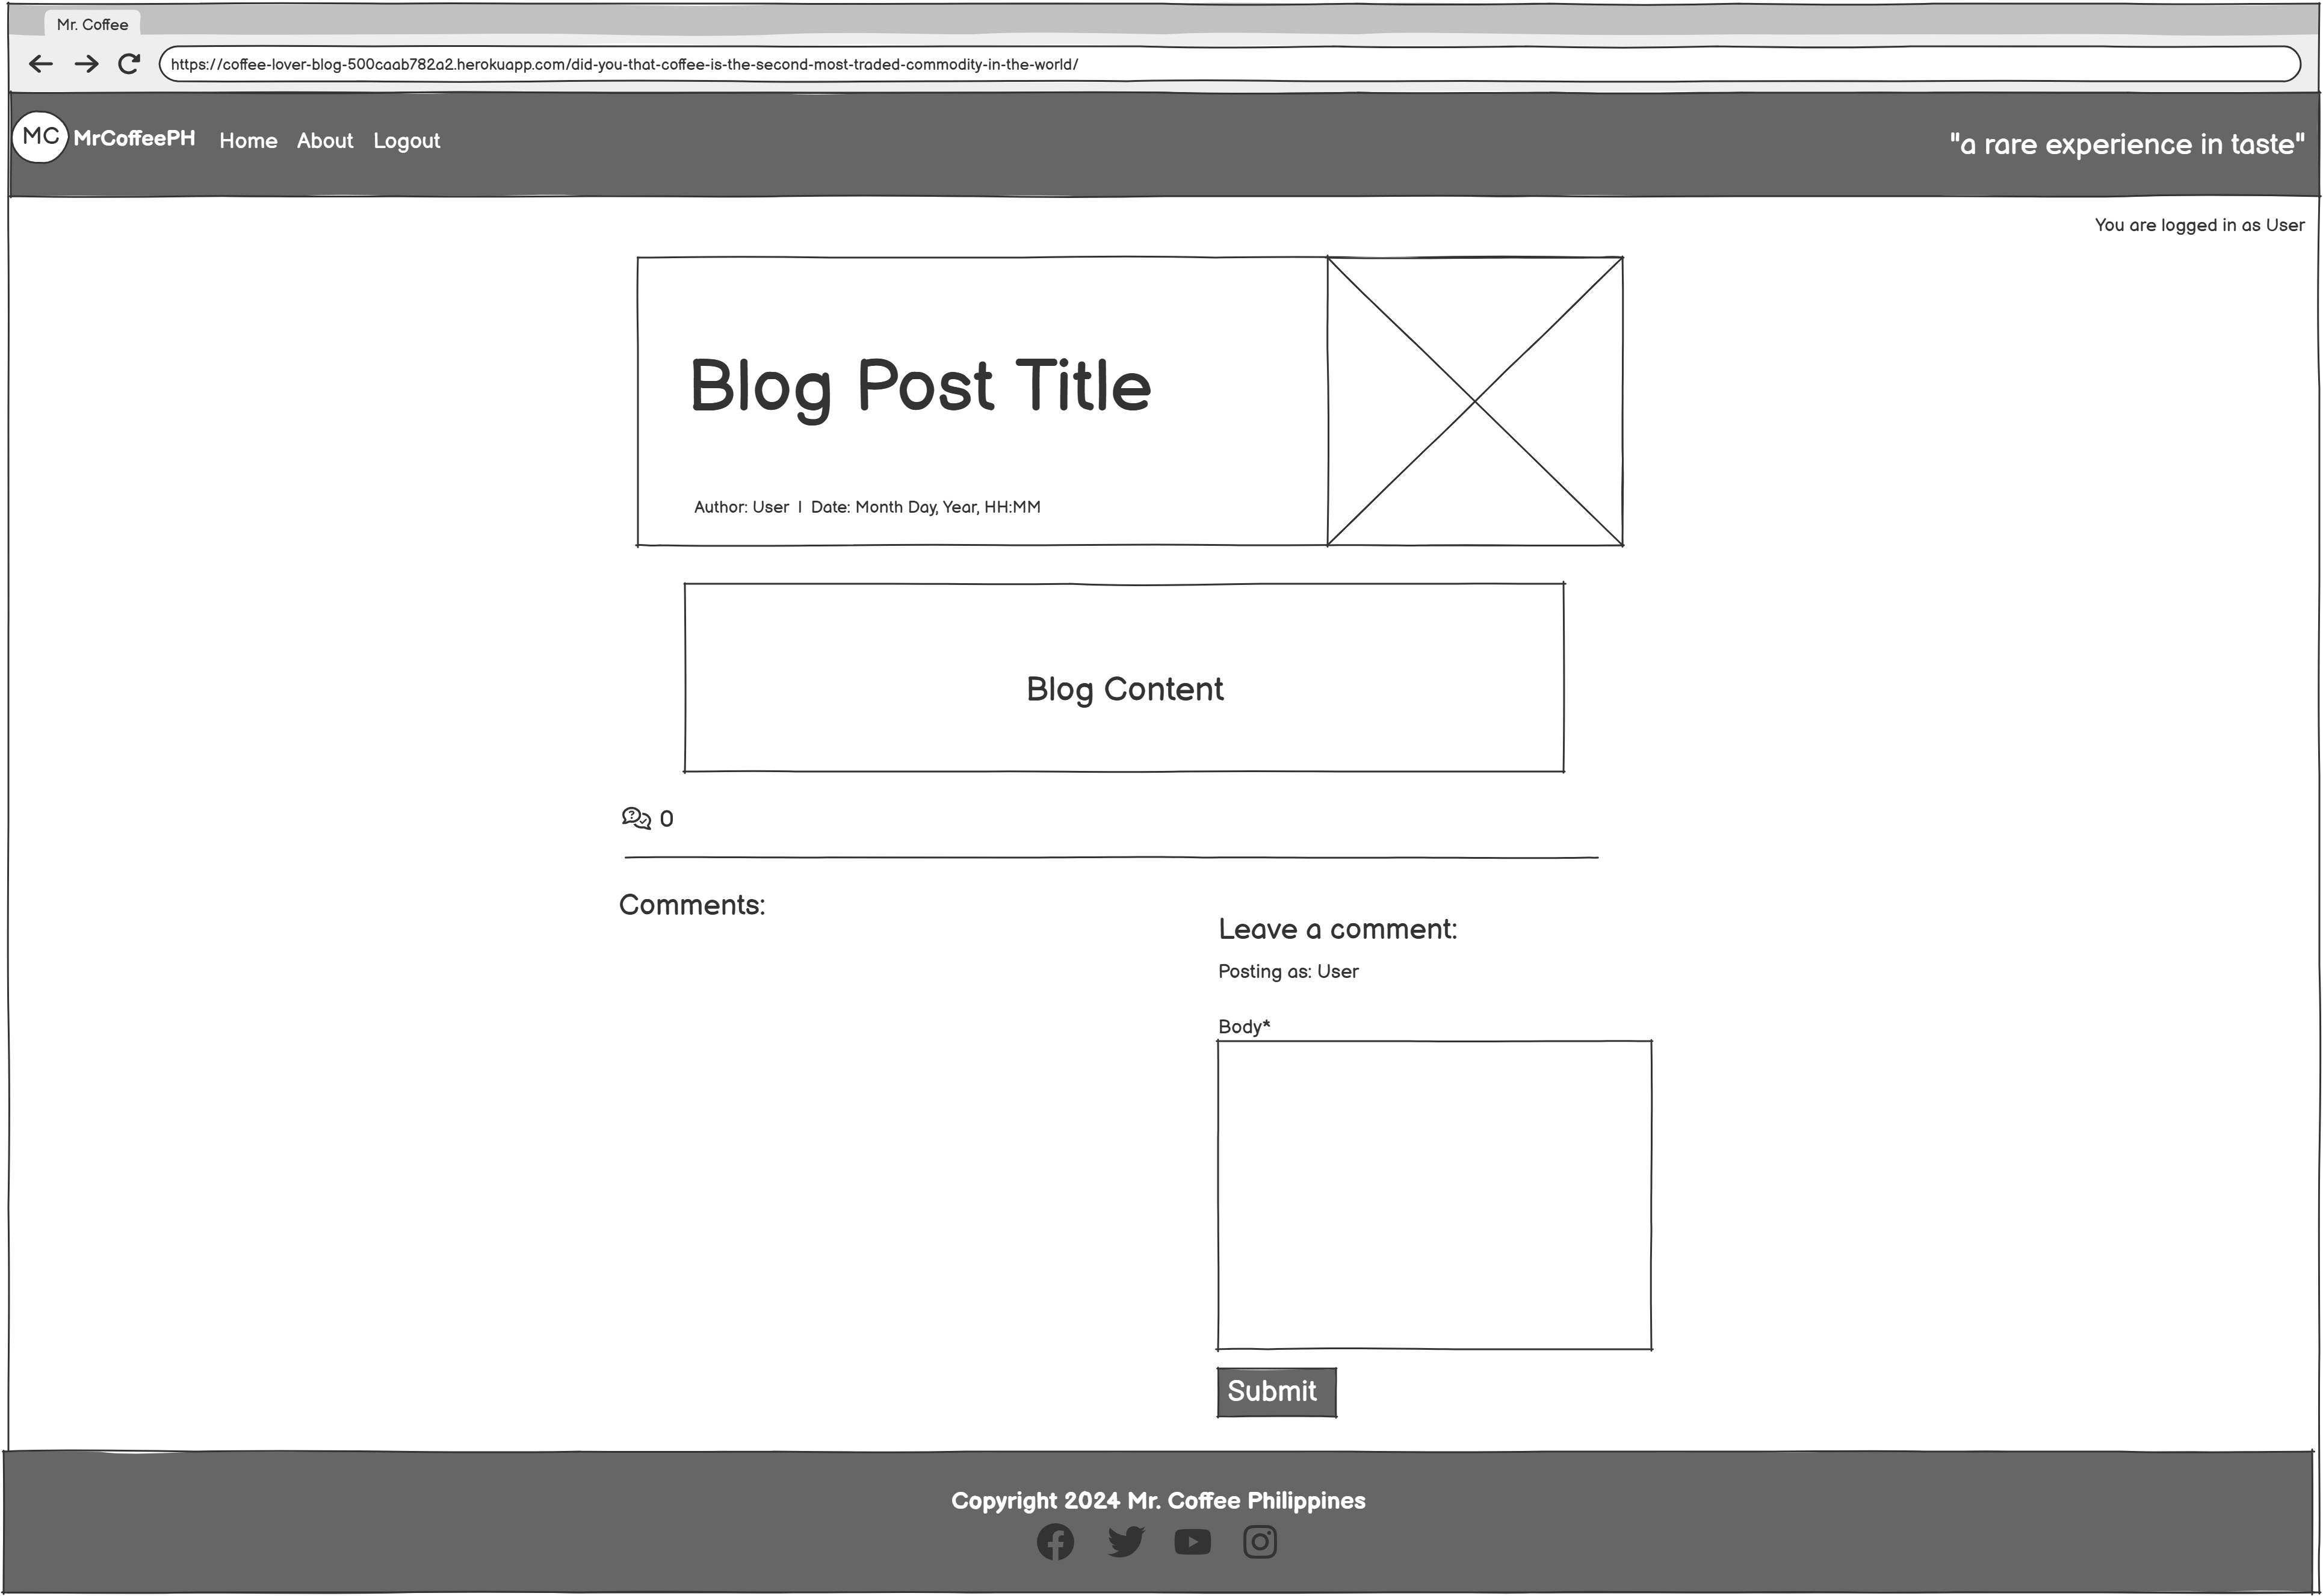 Mr. Coffee
https://coffee-lover-blog-500caab782a2.herokuapp.com/did-you-that-coffee-is-the-second-most-traded-commodity-in-the-world/
MC MrCoffeePH Home About Logout "a rare experience in taste"
You are logged in as User
Blog Post Title
Author: User | Date: Month Day, Year, HH:MM
Blog Content
0
Comments:
Leave a comment:
Posting as: User
Body*
Submit
Copyright 2024 Mr. Coffee Philippines